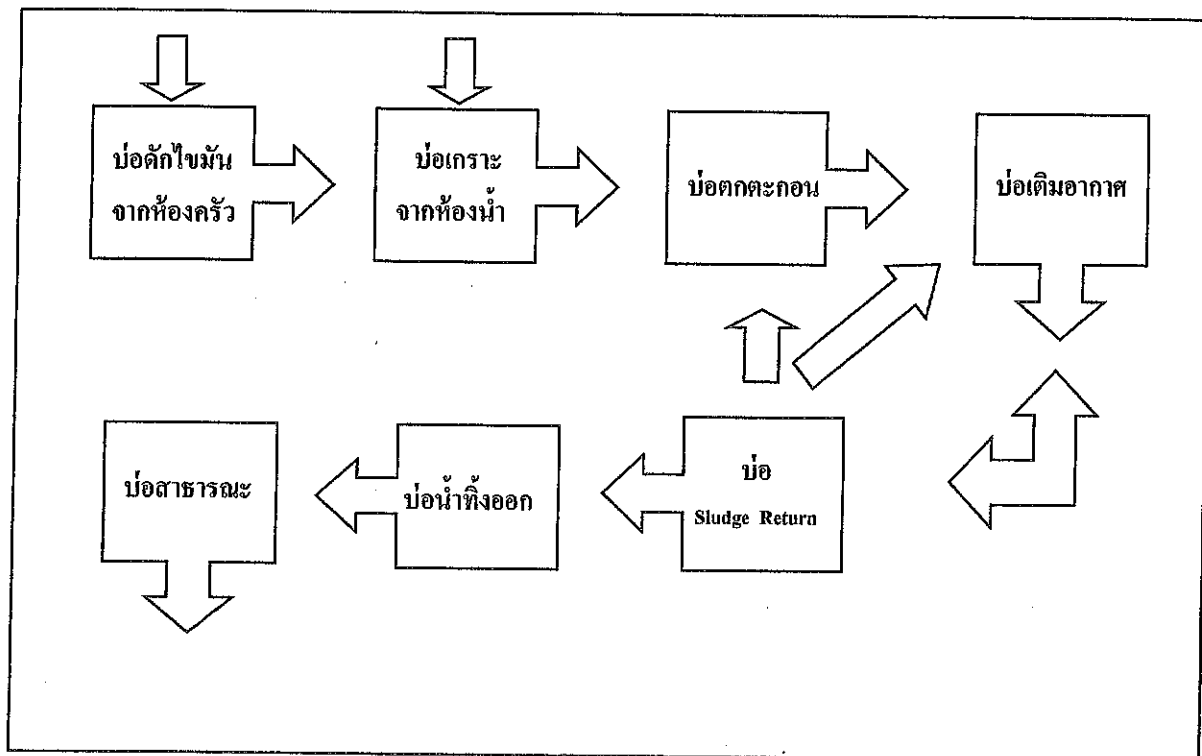 บ่อดักไขมัน
จากห้องครัว
บ่อเกราะ
จากห้องน้ำ
บ่อตกตะกอน
บ่อเติมอากาศ
บ่อสาธารณะ
บ่อน้ำทิ้งออก
บ่อ
Sludge Return